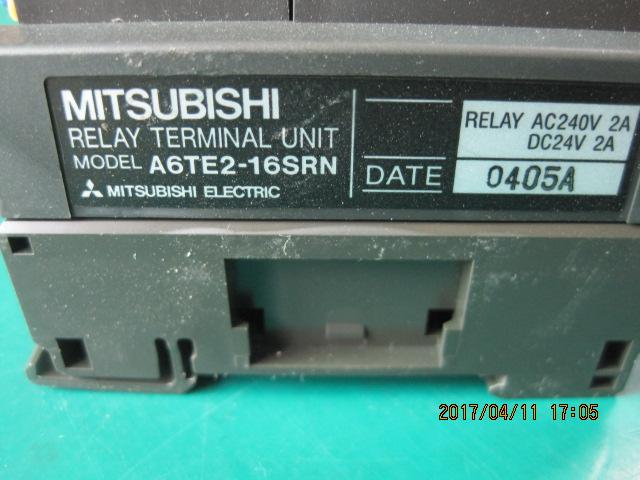 MITSUBISHI
RELAY TERMINAL UNIT
MODEL A6TE2-16SRN
MITSUBISHI ELECTRIC
RELAY AC240V 2A
DC24V 2A
DATE 0405A
2017/04/11 17:05